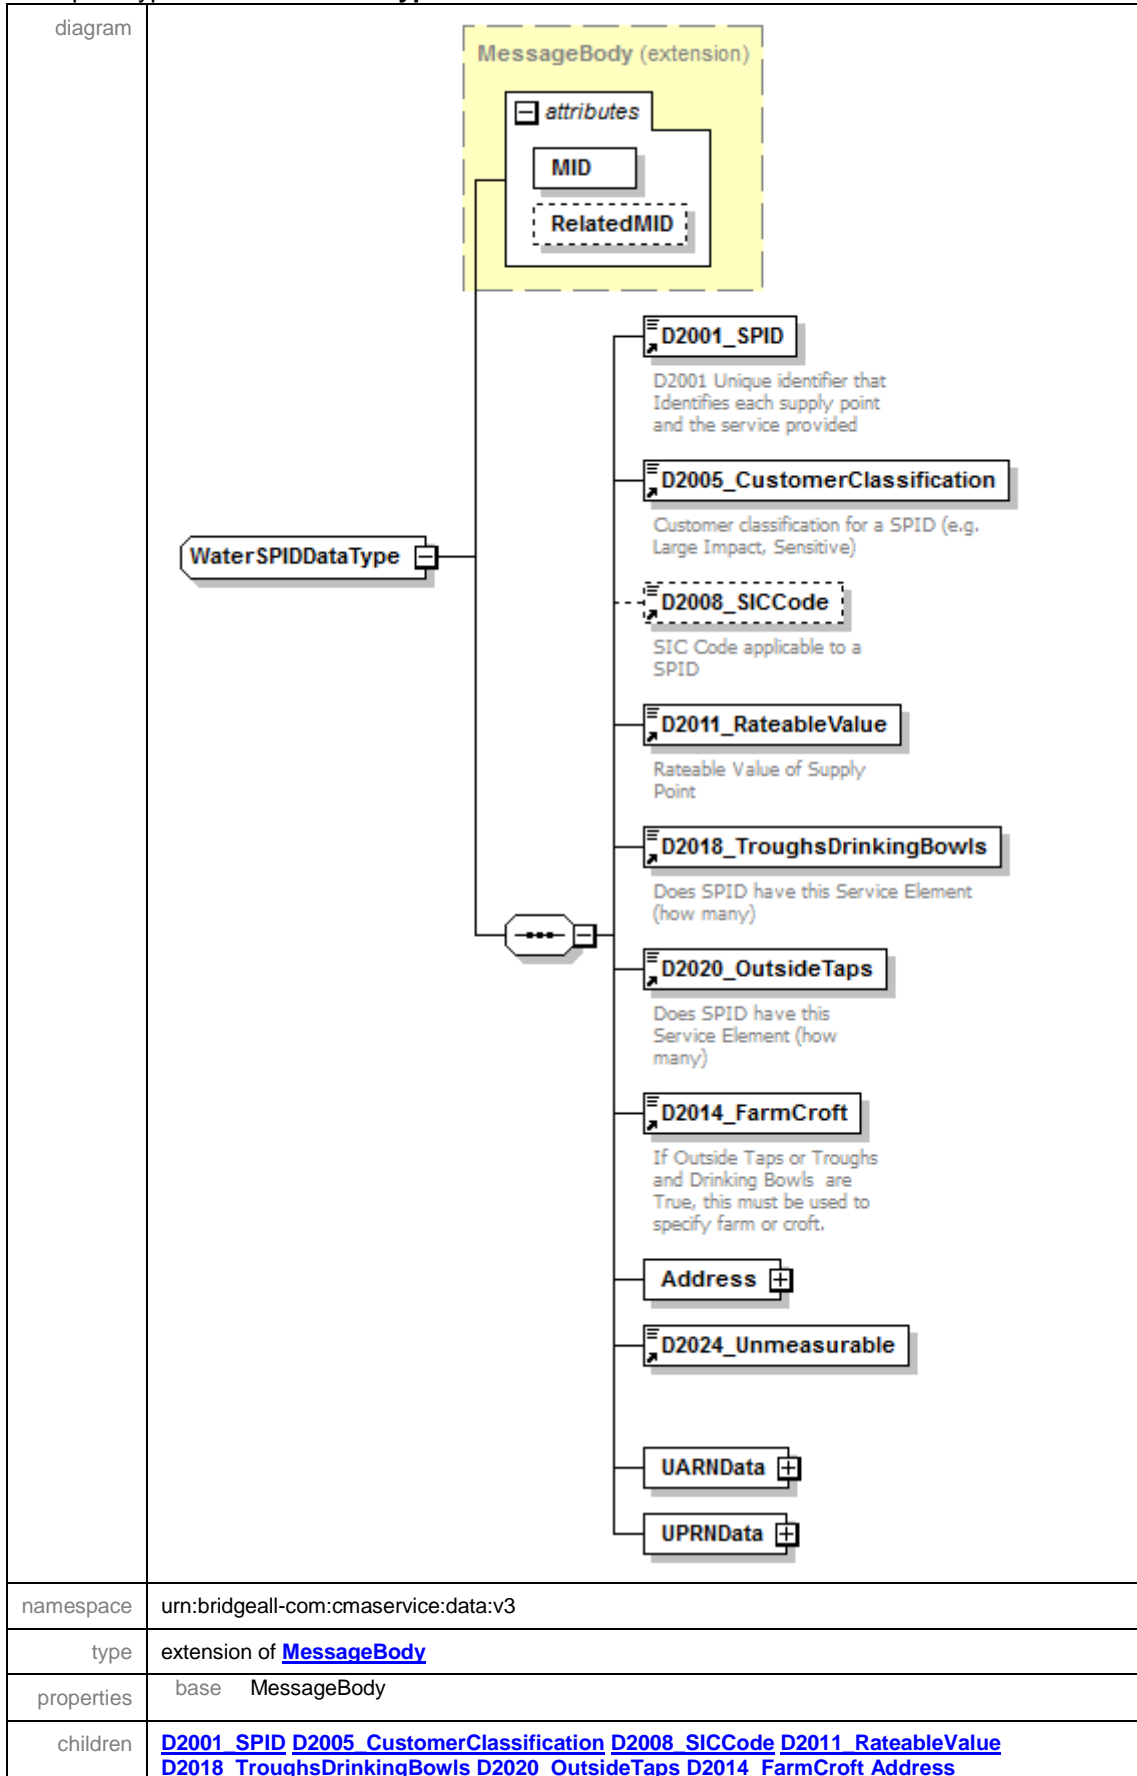 diagram
MessageBody (extension)
attributes
MID
RelatedMID
D2001_SPID
D2001 Unique identifier that
Identifies each supply point
and the service provided
D2005_CustomerClassification
Customer classification for a SPID (e.g.
Large Impact, Sensitive)
WaterSPIDDataType
D2008_SICCode
SIC Code applicable to a
SPID
D2011_RateableValue
Rateable Value of Supply
Point
D2018_TroughsDrinkingBowls
Does SPID have this Service Element
(how many)
D2020_OutsideTaps
Does SPID have this
Service Element (how
many)
D2014_FarmCroft
If Outside Taps or Troughs
and Drinking Bowls are
True, this must be used to
specify farm or croft.
Address
D2024_Unmeasurable
UARNData
UPRNData
namespace urn:bridgeall-com:cmaservice:data:v3
type extension of MessageBody
properties base MessageBody
children D2001_SPID D2005_CustomerClassification D2008_SICCode D2011_RateableValue
D2018_TroughsDrinkingBowls D2020_OutsideTaps D2014_FarmCroft Address